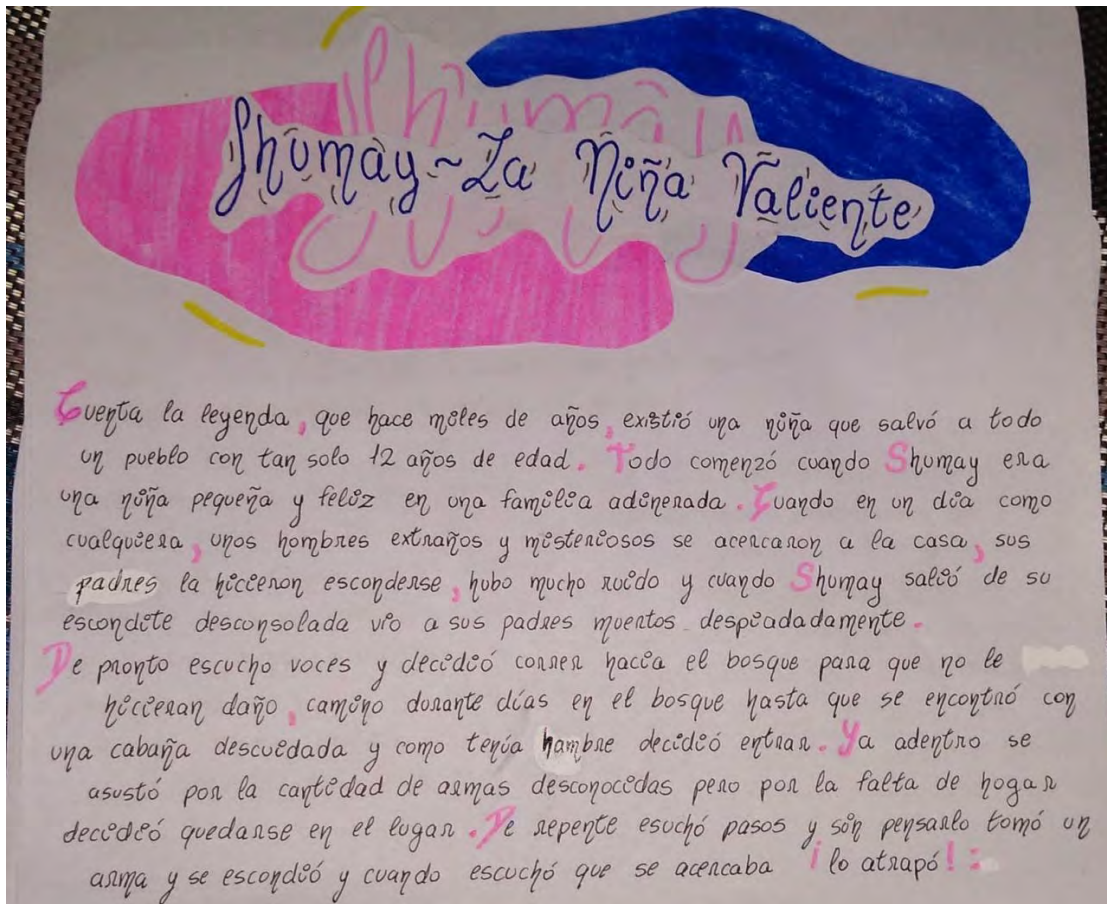 Shumay
Shumay ~ La Niña Valiente
Cuenta la leyenda, que hace miles de años, existió una niña que salvó a todo
un pueblo con tan solo 12 años de edad. Todo comenzó cuando Shumay era
una niña pequeña y feliz en una familia adinerada. Cuando en un día como
cualquiera, unos hombres extraños y misteriosos se acercaron a la casa, sus
padres la hicieron esconderse, hubo mucho ruido y cuando Shumay salió de su
escondite desconsolada vio a sus padres muertos despiadadamente.
De pronto escucho voces y decidió correr hacia el bosque para que no le
hicieran daño, camino durante días en el bosque hasta que se encontró con
una cabaña descuidada y como tenía hambre decidió entrar. Ya adentro se
asustó por la cantidad de armas desconocidas pero por la falta de hogar
decidió quedarse en el lugar. De repente esuchó pasos y sin pensarlo tomó un
arma y se escondió y cuando escuchó que se acercaba ¡lo atrapó!: